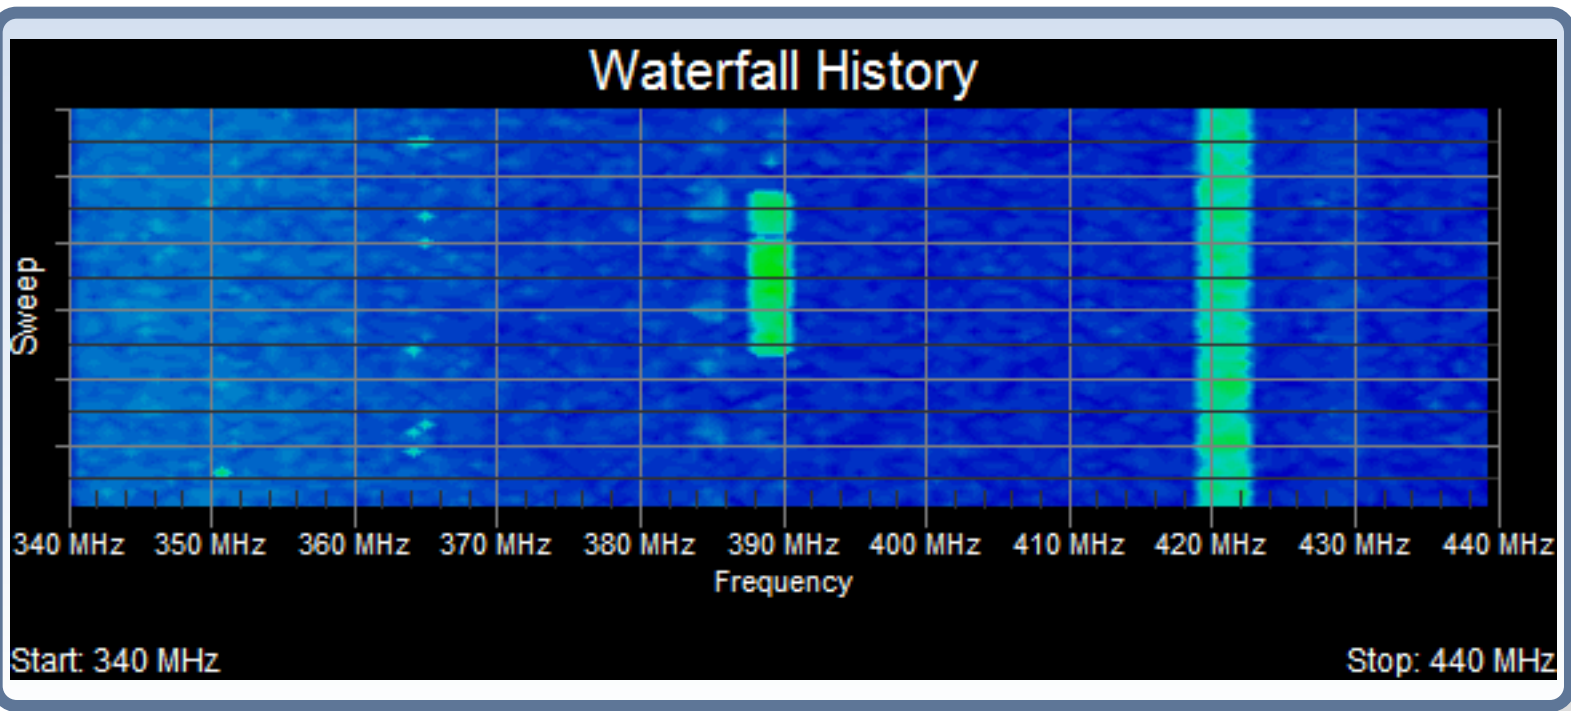 Waterfall History
Sweep
340 MHz 350 MHz 360 MHz 370 MHz 380 MHz 390 MHz 400 MHz 410 MHz 420 MHz 430 MHz 440 MHz
Frequency
Start: 340 MHz Stop: 440 MHz